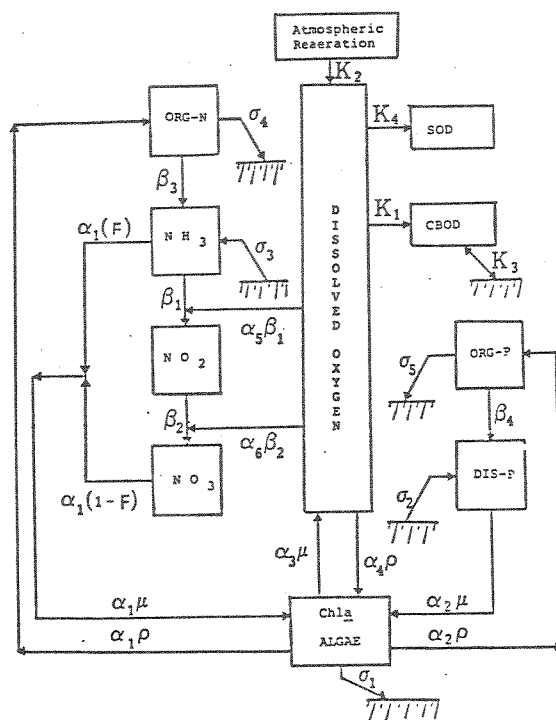 Atmospheric
Reaeration
K₂
ORG-N
σ₄
K₄
SOD
β₃
K₁
CBOD
α₁(F)
NH₃
σ₃
K₃
β₁
α₅β₁
DISSOLVED OXYGEN
NO₂
σ₅
ORG-P
β₂
α₆β₂
β₄
NO₃
DIS-P
α₁(1-F)
σ₂
α₃μ
α₄ρ
α₁μ
Chla
α₂μ
α₁ρ
ALGAE
α₂ρ
σ₁